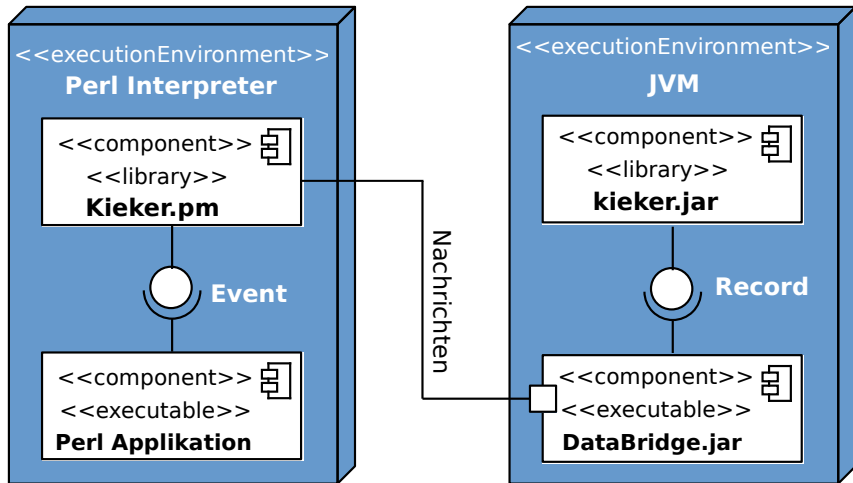 <<executionEnvironment>>
Perl Interpreter
<<component>>
<<library>>
Kieker.pm
Event
<<component>>
<<executable>>
Perl Applikation
Nachrichten
<<executionEnvironment>>
JVM
<<component>>
<<library>>
kieker.jar
Record
<<component>>
<<executable>>
DataBridge.jar